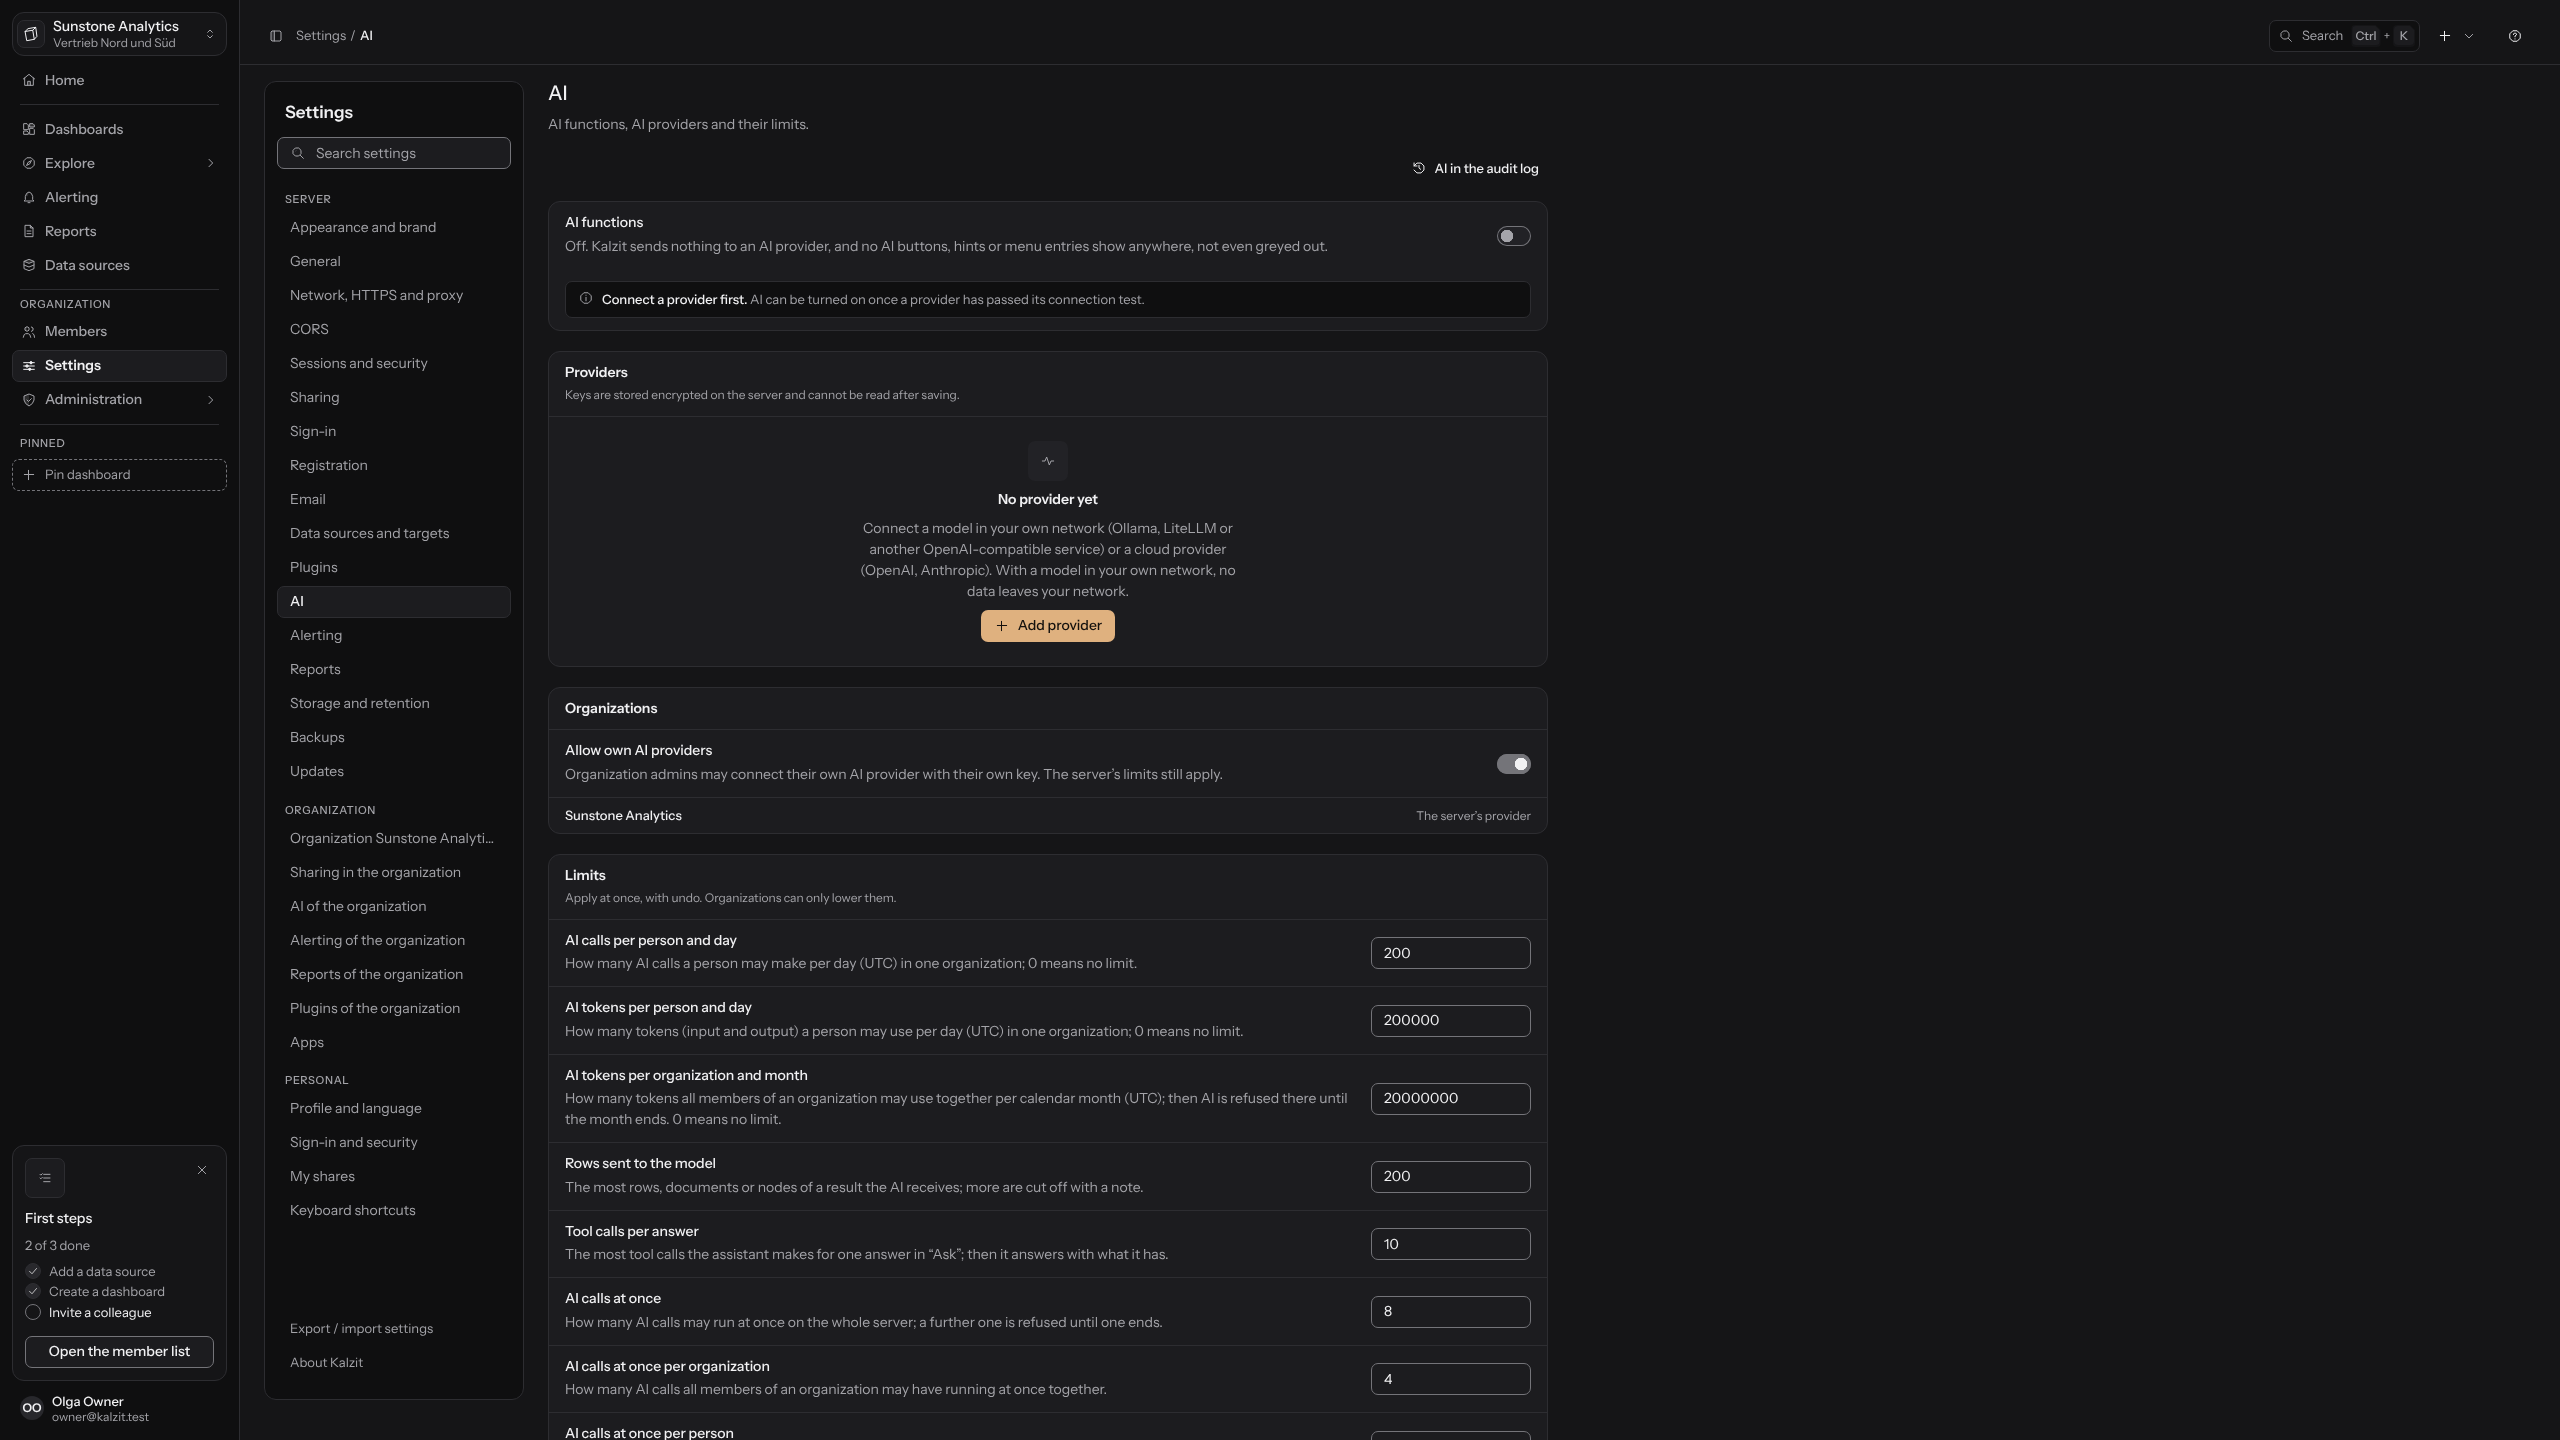 Sunstone Analytics
Vertrieb Nord und Süd
Home
Dashboards
Explore
Alerting
Reports
Data sources
ORGANIZATION
Members
Settings
Administration
PINNED
Pin dashboard
First steps
2 of 3 done
Add a data source
Create a dashboard
Invite a colleague
Open the member list
OO
Olga Owner
owner@kalzit.test
Settings / AI
Search Ctrl + K
Settings
Search settings
SERVER
Appearance and brand
General
Network, HTTPS and proxy
CORS
Sessions and security
Sharing
Sign-in
Registration
Email
Data sources and targets
Plugins
AI
Alerting
Reports
Storage and retention
Backups
Updates
ORGANIZATION
Organization Sunstone Analyti...
Sharing in the organization
AI of the organization
Alerting of the organization
Reports of the organization
Plugins of the organization
Apps
PERSONAL
Profile and language
Sign-in and security
My shares
Keyboard shortcuts
Export / import settings
About Kalzit
AI
AI functions, AI providers and their limits.
AI in the audit log
AI functions
Off. Kalzit sends nothing to an AI provider, and no AI buttons, hints or menu entries show anywhere, not even greyed out.
Connect a provider first. AI can be turned on once a provider has passed its connection test.
Providers
Keys are stored encrypted on the server and cannot be read after saving.
No provider yet
Connect a model in your own network (Ollama, LiteLLM or
another OpenAI-compatible service) or a cloud provider
(OpenAI, Anthropic). With a model in your own network, no
data leaves your network.
Add provider
Organizations
Allow own AI providers
Organization admins may connect their own AI provider with their own key. The server's limits still apply.
Sunstone Analytics
The server's provider
Limits
Apply at once, with undo. Organizations can only lower them.
AI calls per person and day
How many AI calls a person may make per day (UTC) in one organization; 0 means no limit.
200
AI tokens per person and day
How many tokens (input and output) a person may use per day (UTC) in one organization; 0 means no limit.
200000
AI tokens per organization and month
How many tokens all members of an organization may use together per calendar month (UTC); then AI is refused there until
the month ends. 0 means no limit.
20000000
Rows sent to the model
The most rows, documents or nodes of a result the AI receives; more are cut off with a note.
200
Tool calls per answer
The most tool calls the assistant makes for one answer in “Ask”; then it answers with what it has.
10
AI calls at once
How many AI calls may run at once on the whole server; a further one is refused until one ends.
8
AI calls at once per organization
How many AI calls all members of an organization may have running at once together.
4
AI calls at once per person